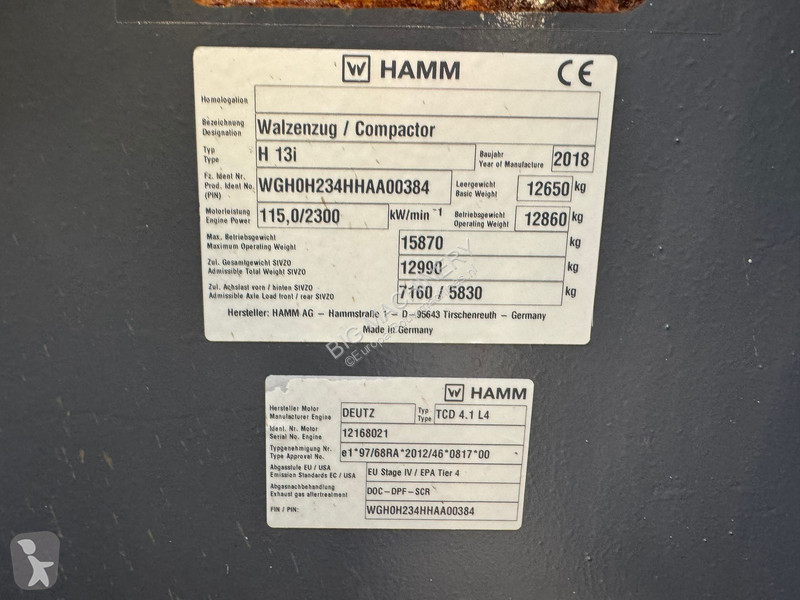 HAMM CE
Homologation
Bezeichnung
Designation Walzenzug / Compactor
Typ
Type H 13i Baujahr
Year of Manufacture 2018
Fz. Ident Nr.
Prod. Ident No.
(PIN) WGH0H234HHAA00384 Leergewicht
Basic Weight 12650 kg
Motorleistung
Engine Power 115,0/2300 kW/min⁻¹ Betriebsgewicht
Operating Weight 12860 kg
Max. Betriebsgewicht
Maximum Operating Weight 15870 kg
Zul. Gesamtgewicht StVZO
Admissible Total Weight StVZO 12990 kg
Zul. Achslast vorn / hinten StVZO
Admissible Axle Load front / rear StVZO 7160 / 5830 kg
Hersteller: HAMM AG - Hammstraße 1 - D-95643 Tirschenreuth - Germany
Made in Germany
BIG MACHINERY
HAMM
Hersteller Motor
Manufacturer Engine DEUTZ Typ
Type TCD 4.1 L4
Ident. Nr. Motor
Serial No. Engine 12168021
Typgenehmigung Nr.
Type Approval No. e1*97/68RA*2012/46*0817*00
Abgasstufe EU / USA
Emission Standards EC / USA EU Stage IV / EPA Tier 4
Abgasnachbehandlung
Exhaust gas aftertreatment DOC-DPF-SCR
FIN / PIN: WGH0H234HHAA00384